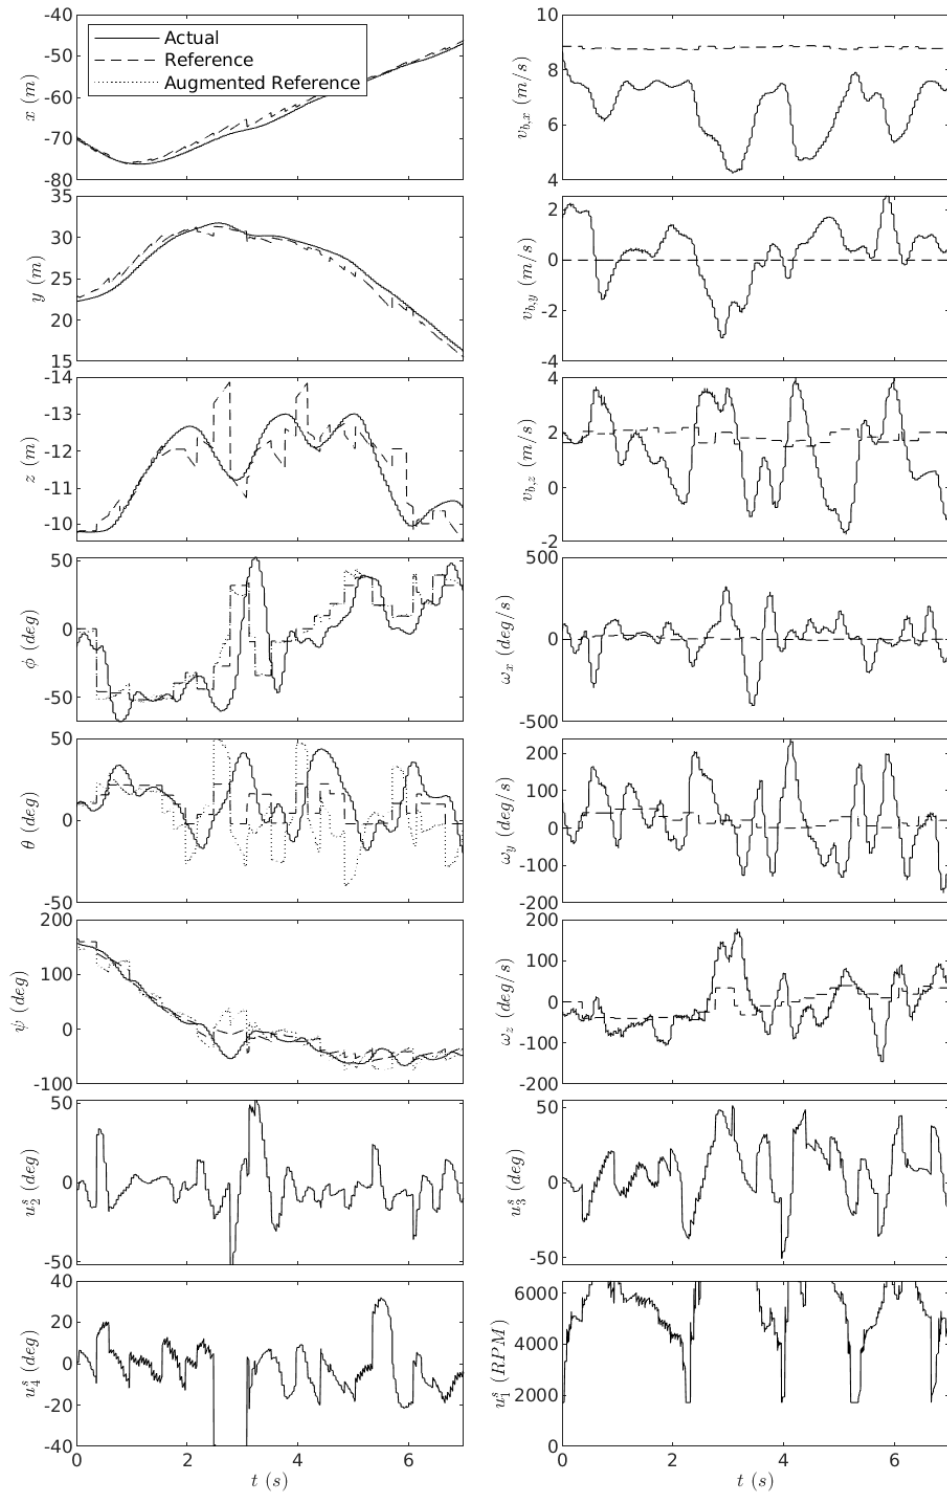 -40
-50
-60
-70
-80
x (m)
Actual
Reference
Augmented Reference
10
8
6
4
v_{b,x} (m/s)
35
30
25
20
15
y (m)
2
0
-2
-4
v_{b,y} (m/s)
-14
-13
-12
-11
-10
z (m)
4
2
0
-2
v_{b,z} (m/s)
50
0
-50
ϕ (deg)
500
0
-500
ω_x (deg/s)
50
0
-50
θ (deg)
200
100
0
-100
-200
ω_y (deg/s)
200
100
0
-100
ψ (deg)
200
100
0
-100
-200
ω_z (deg/s)
50
0
-50
u_2^s (deg)
50
0
-50
u_3^s (deg)
40
20
0
-20
-40
u_4^s (deg)
0 2 4 6
t (s)
6000
4000
2000
0
u_1^s (RPM)
0 2 4 6
t (s)